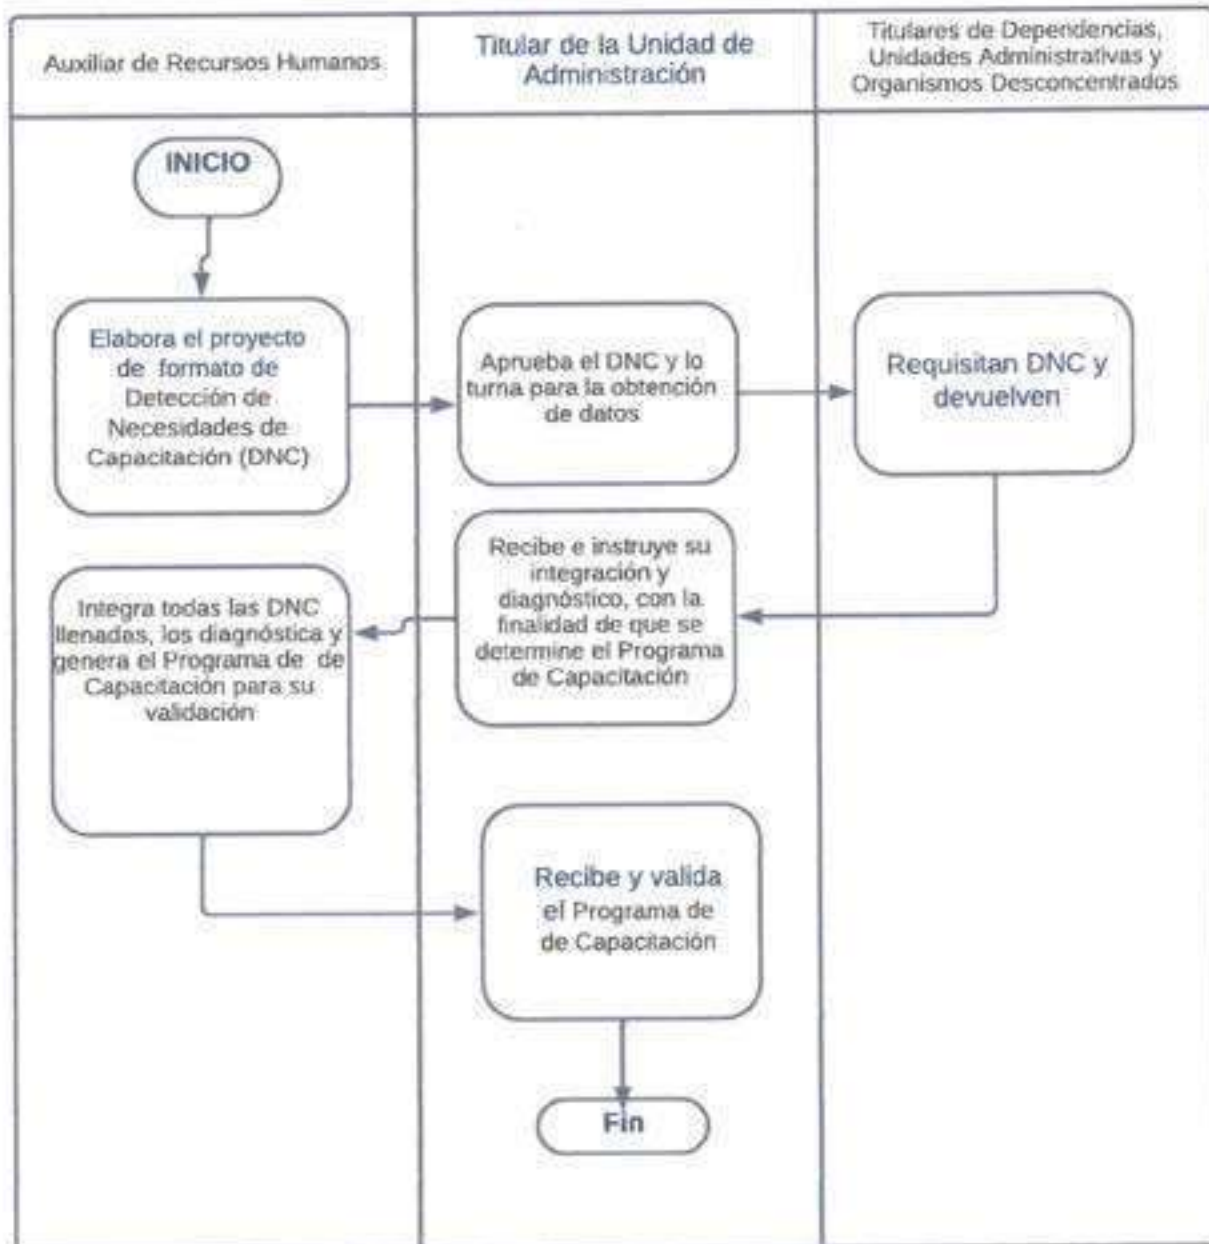 Auxiliar de Recursos Humanos
Titular de la Unidad de
Administración
Titulares de Dependencias,
Unidades Administrativas y
Organismos Desconcentrados
INICIO
Elabora el proyecto
de formato de
Detección de
Necesidades de
Capacitación (DNC)
Aprueba el DNC y lo
turna para la obtención
de datos
Requisitan DNC y
devuelven
Recibe e instruye su
integración y
diagnóstico, con la
finalidad de que se
determine el Programa
de Capacitación
Integra todas las DNC
llenadas, los diagnóstica y
genera el Programa de de
Capacitación para su
validación
Recibe y valida
el Programa de
de Capacitación
Fin